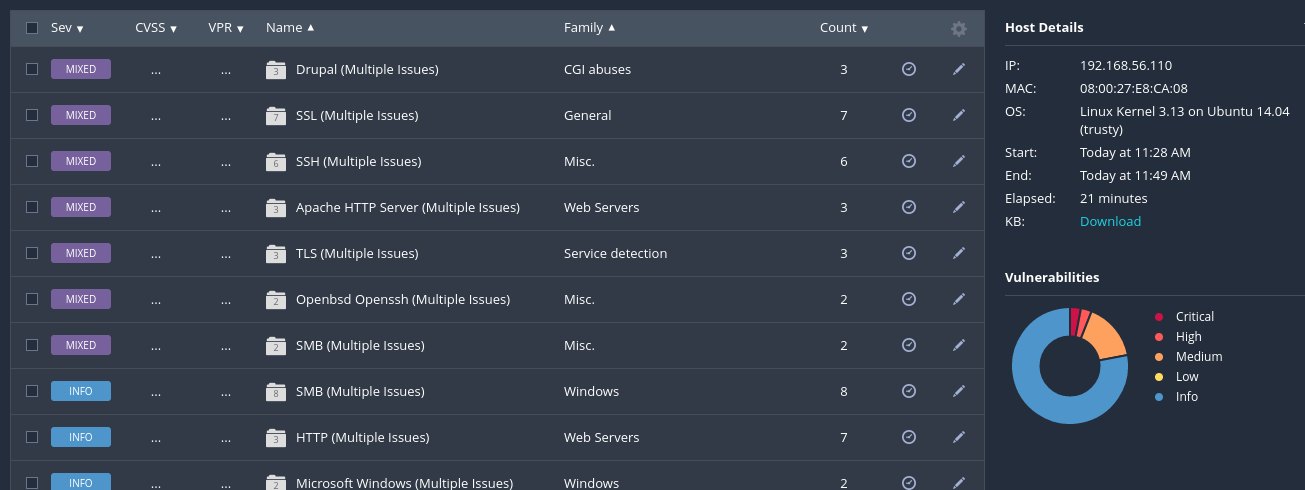 Sev ▼ CVSS ▼ VPR ▼ Name ▲ Family ▲ Count ▼
MIXED ... ... 3 Drupal (Multiple Issues) CGI abuses 3
MIXED ... ... 7 SSL (Multiple Issues) General 7
MIXED ... ... 6 SSH (Multiple Issues) Misc. 6
MIXED ... ... 3 Apache HTTP Server (Multiple Issues) Web Servers 3
MIXED ... ... 3 TLS (Multiple Issues) Service detection 3
MIXED ... ... 2 Openbsd Openssh (Multiple Issues) Misc. 2
MIXED ... ... 2 SMB (Multiple Issues) Misc. 2
INFO ... ... 8 SMB (Multiple Issues) Windows 8
INFO ... ... 3 HTTP (Multiple Issues) Web Servers 7
INFO ... ... 2 Microsoft Windows (Multiple Issues) Windows 2
Host Details
IP: 192.168.56.110
MAC: 08:00:27:E8:CA:08
OS: Linux Kernel 3.13 on Ubuntu 14.04
(trusty)
Start: Today at 11:28 AM
End: Today at 11:49 AM
Elapsed: 21 minutes
KB: Download
Vulnerabilities
Critical
High
Medium
Low
Info